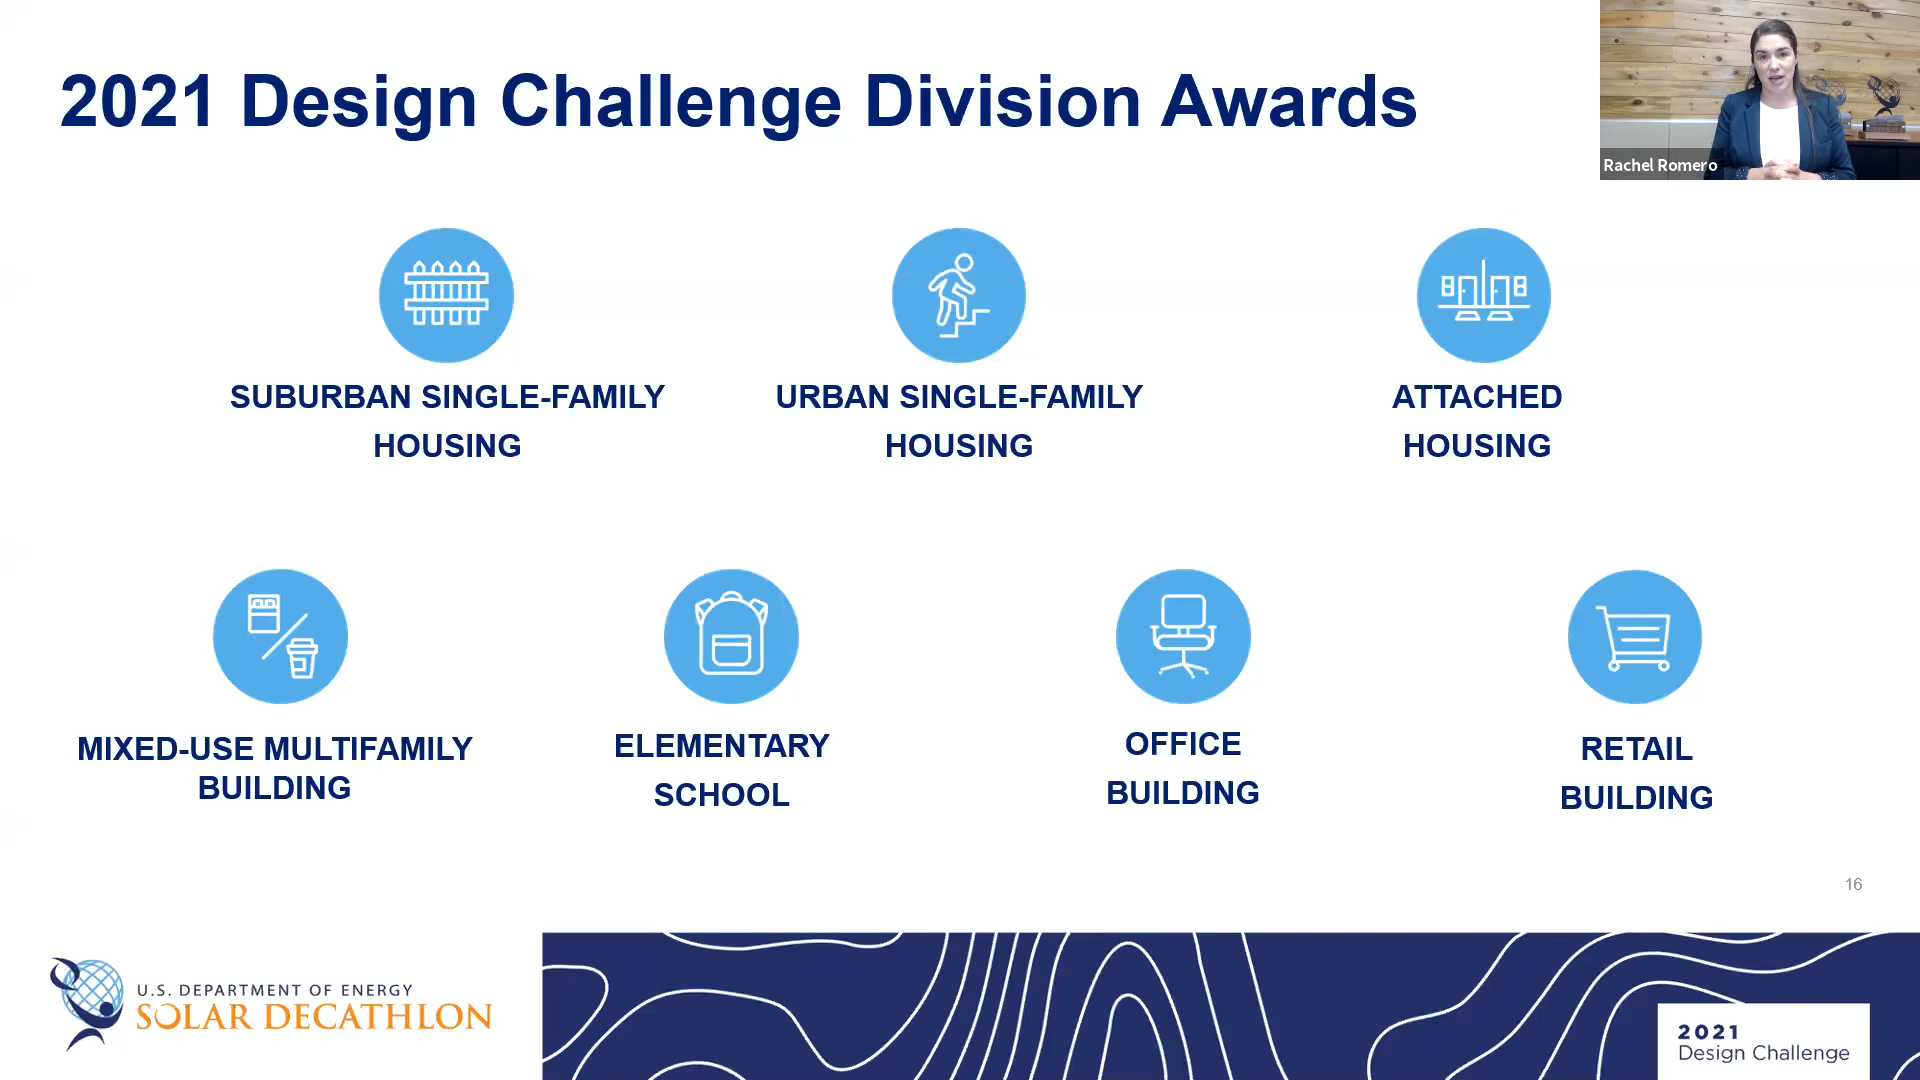 2021 Design Challenge Division Awards
Rachel Romero
SUBURBAN SINGLE-FAMILY
HOUSING
URBAN SINGLE-FAMILY
HOUSING
ATTACHED
HOUSING
MIXED-USE MULTIFAMILY
BUILDING
ELEMENTARY
SCHOOL
OFFICE
BUILDING
RETAIL
BUILDING
16
U.S. DEPARTMENT OF ENERGY
SOLAR DECATHLON
2021
Design Challenge